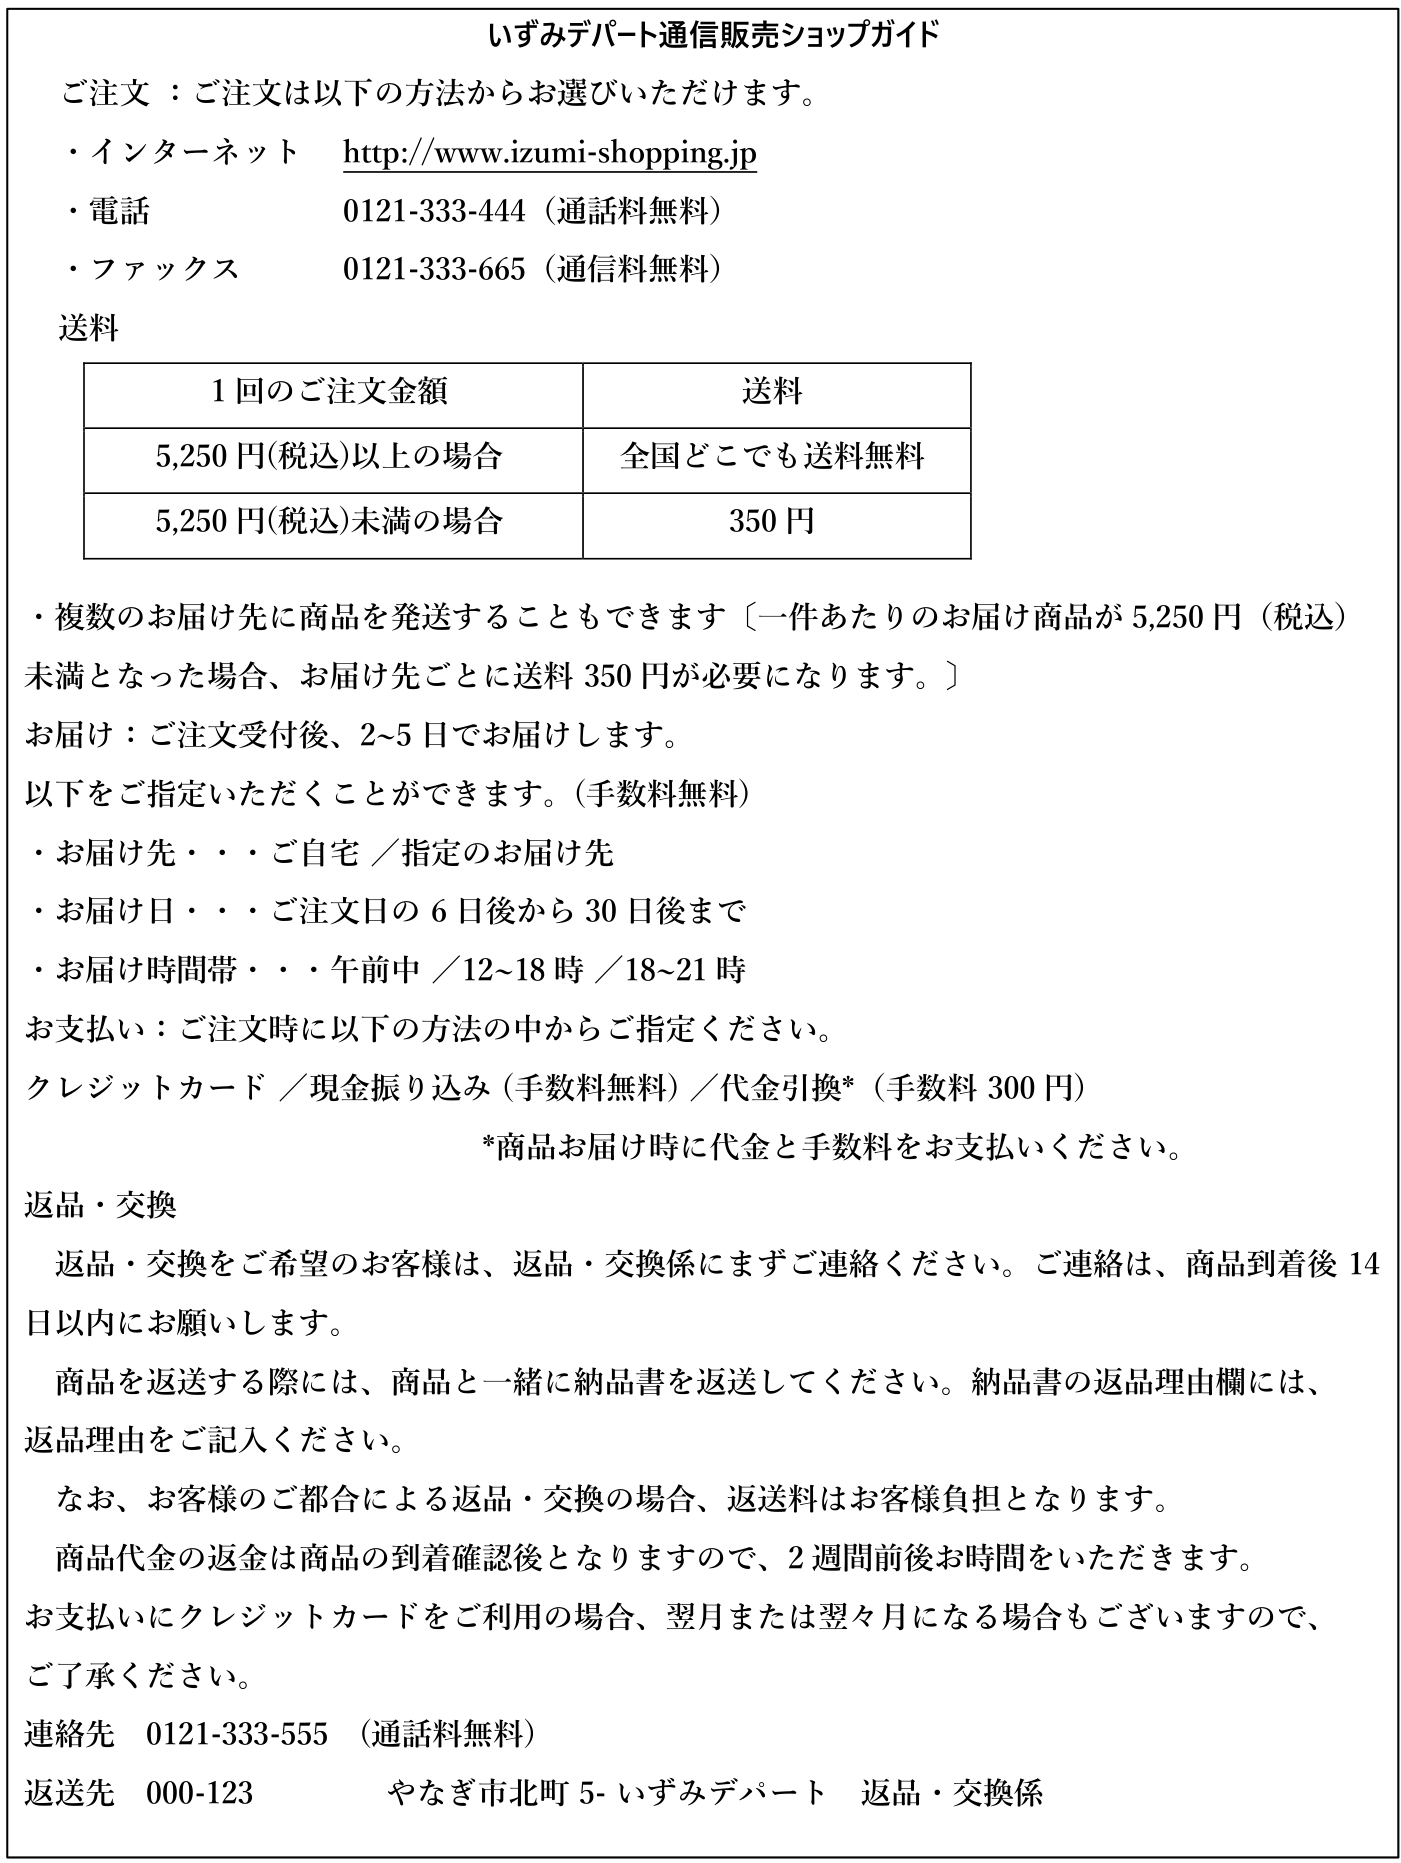 いずみデパート通信販売ショップガイド
ご注文 ：ご注文は以下の方法からお選びいただけます。
・インターネット http://www.izumi-shopping.jp
・電話 0121-333-444（通話料無料）
・ファックス 0121-333-665（通信料無料）
送料
1 回のご注文金額 送料
5,250 円(税込)以上の場合 全国どこでも送料無料
5,250 円(税込)未満の場合 350 円
・複数のお届け先に商品を発送することもできます〔一件あたりのお届け商品が 5,250 円（税込）
未満となった場合、お届け先ごとに送料 350 円が必要になります。〕
お届け：ご注文受付後、2~5 日でお届けします。
以下をご指定いただくことができます。（手数料無料）
・お届け先・・・ご自宅 ／指定のお届け先
・お届け日・・・ご注文日の 6 日後から 30 日後まで
・お届け時間帯・・・午前中 ／12~18 時 ／18~21 時
お支払い：ご注文時に以下の方法の中からご指定ください。
クレジットカード ／現金振り込み（手数料無料）／代金引換*（手数料 300 円）
*商品お届け時に代金と手数料をお支払いください。
返品・交換
返品・交換をご希望のお客様は、返品・交換係にまずご連絡ください。ご連絡は、商品到着後 14
日以内にお願いします。
商品を返送する際には、商品と一緒に納品書を返送してください。納品書の返品理由欄には、
返品理由をご記入ください。
なお、お客様のご都合による返品・交換の場合、返送料はお客様負担となります。
商品代金の返金は商品の到着確認後となりますので、2 週間前後お時間をいただきます。
お支払いにクレジットカードをご利用の場合、翌月または翌々月になる場合もございますので、
ご了承ください。
連絡先 0121-333-555 （通話料無料）
返送先 000-123 やなぎ市北町 5- いずみデパート 返品・交換係